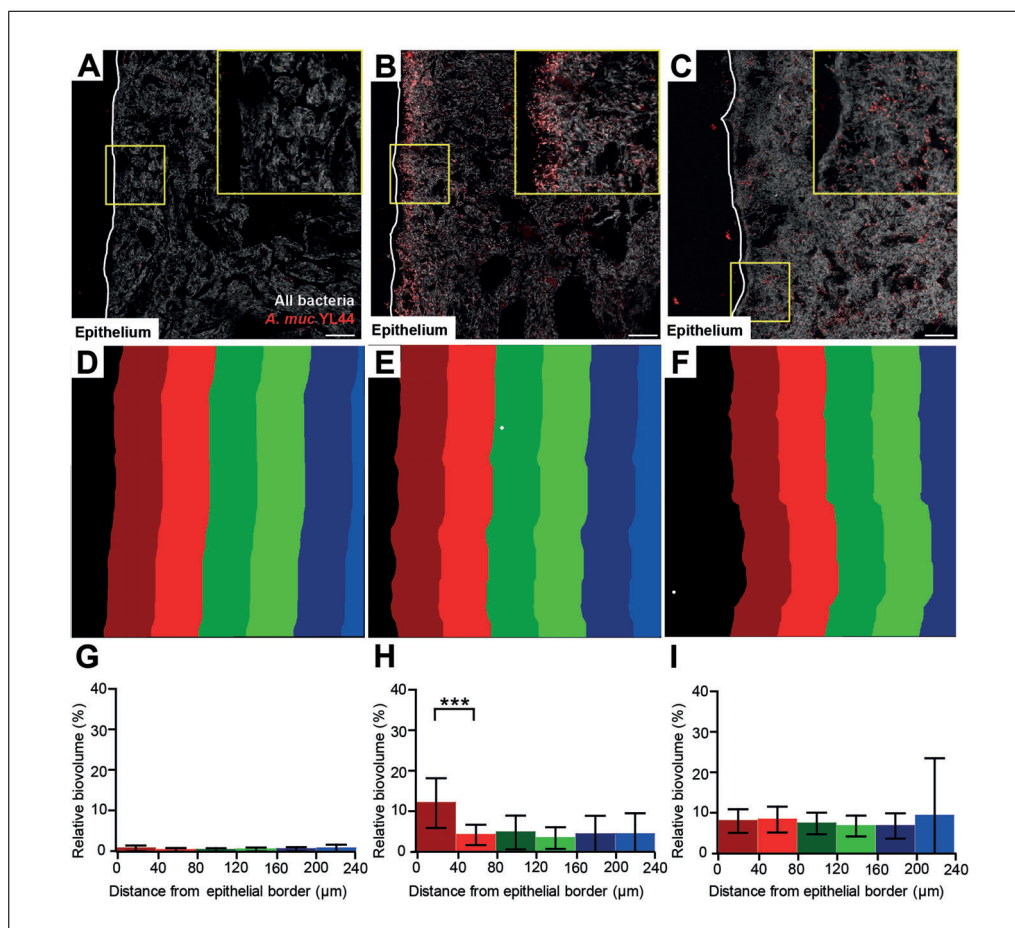 A
B
C
All bacteria
A. muc YL44
Epithelium
Epithelium
Epithelium
D
E
F
G
H
I
Relative biovolume (%)
40
30
20
10
0
0 40 80 120 160 200 240
Distance from epithelial border (µm)
Relative biovolume (%)
40
30
20
10
0
***
0 40 80 120 160 200 240
Distance from epithelial border (µm)
Relative biovolume (%)
40
30
20
10
0
0 40 80 120 160 200 240
Distance from epithelial border (µm)